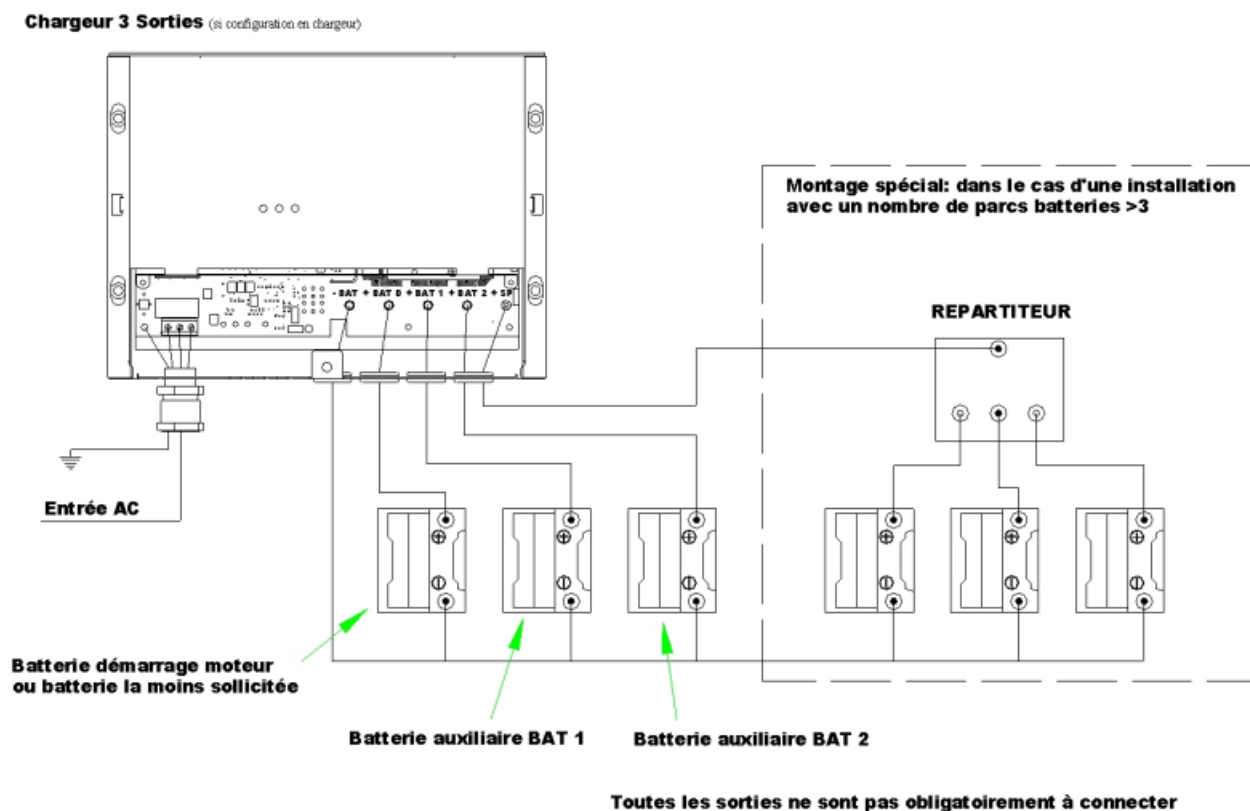 Chargeur 3 Sorties (si configuration en chargeur)
Montage spécial: dans le cas d'une installation
avec un nombre de parcs batteries >3
- BAT + BAT 0 + BAT 1 + BAT 2 + SP
REPARTITEUR
Entrée AC
Batterie démarrage moteur
ou batterie la moins sollicitée
Batterie auxiliaire BAT 1
Batterie auxiliaire BAT 2
Toutes les sorties ne sont pas obligatoirement à connecter